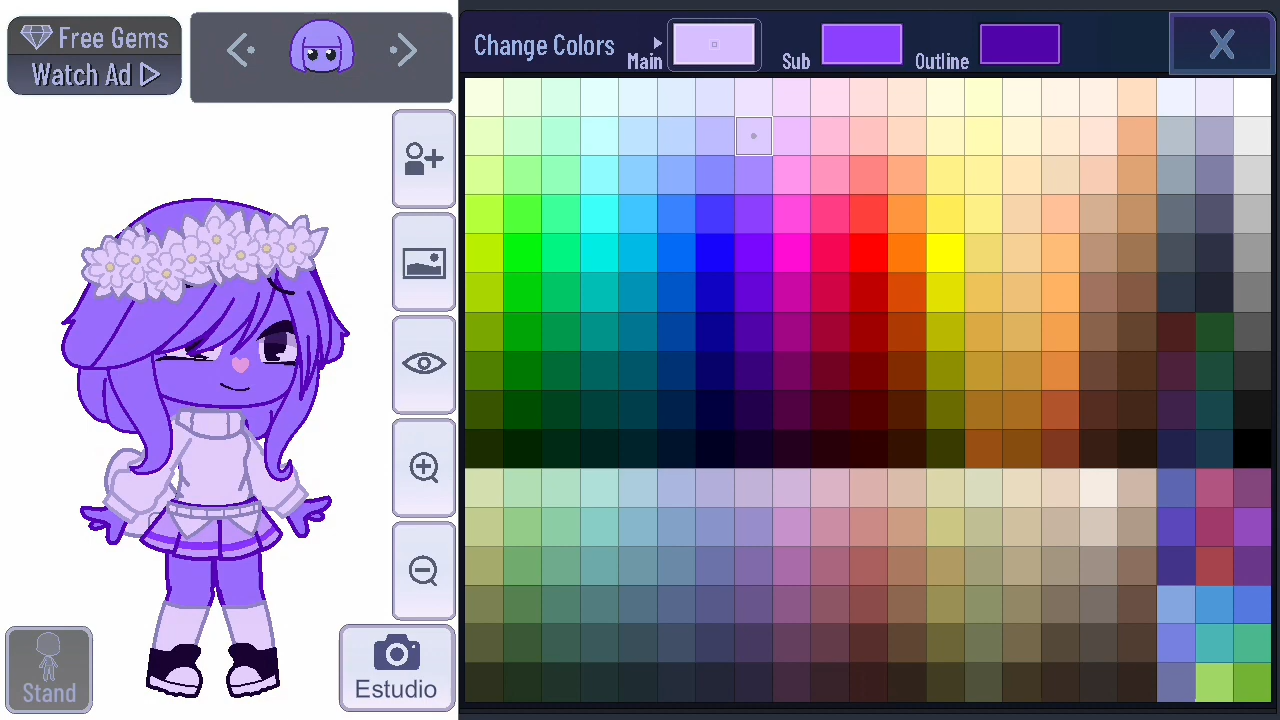 Free Gems
Watch Ad
Change Colors
Main
Sub
Outline
X
Stand
Estudio